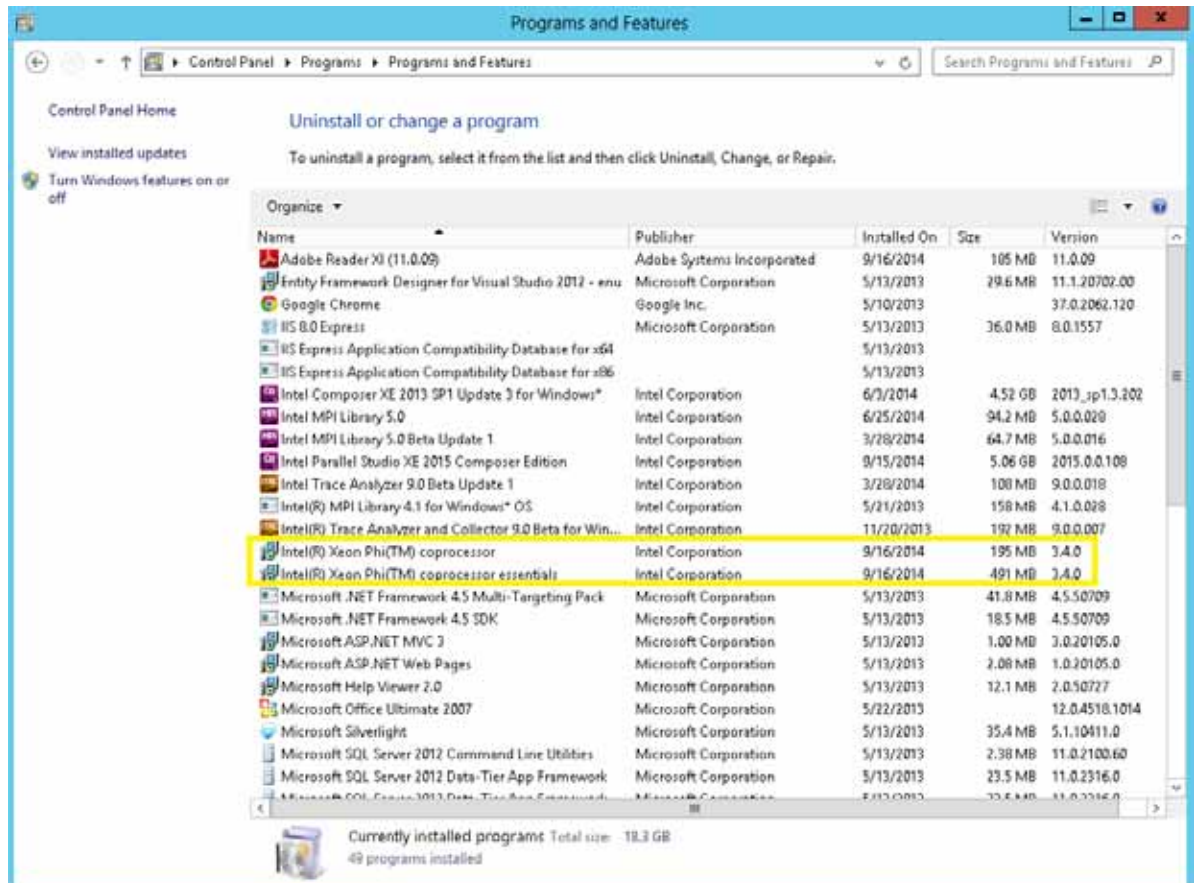 Programs and Features
Control Panel Programs Programs and Features Search Programs and Features
Control Panel Home
View installed updates
Turn Windows features on or off
Uninstall or change a program
To uninstall a program, select it from the list and then click Uninstall, Change, or Repair.
Organize
Name Publisher Installed On Size Version
Adobe Reader XI (11.0.09) Adobe Systems Incorporated 9/16/2014 105 MB 11.0.09
Entity Framework Designer for Visual Studio 2012 - enu Microsoft Corporation 5/13/2013 29.6 MB 11.1.20702.00
Google Chrome Google Inc. 5/10/2013 37.0.2062.120
IIS 8.0 Express Microsoft Corporation 5/13/2013 36.0 MB 8.0.1557
IIS Express Application Compatibility Database for x64 5/13/2013
IIS Express Application Compatibility Database for x86 5/13/2013
Intel Composer XE 2013 SP1 Update 3 for Windows* Intel Corporation 6/3/2014 4.52 GB 2013_sp1.3.202
Intel MPI Library 5.0 Intel Corporation 6/25/2014 94.2 MB 5.0.0.028
Intel MPI Library 5.0 Beta Update 1 Intel Corporation 3/28/2014 64.7 MB 5.0.0.016
Intel Parallel Studio XE 2015 Composer Edition Intel Corporation 9/15/2014 5.06 GB 2015.0.0.108
Intel Trace Analyzer 9.0 Beta Update 1 Intel Corporation 3/28/2014 108 MB 9.0.0.018
Intel(R) MPI Library 4.1 for Windows* OS Intel Corporation 5/21/2013 158 MB 4.1.0.028
Intel(R) Trace Analyzer and Collector 9.0 Beta for Win... Intel Corporation 11/20/2013 192 MB 9.0.0.007
Intel(R) Xeon Phi(TM) coprocessor Intel Corporation 9/16/2014 195 MB 3.4.0
Intel(R) Xeon Phi(TM) coprocessor essentials Intel Corporation 9/16/2014 491 MB 3.4.0
Microsoft .NET Framework 4.5 Multi-Targeting Pack Microsoft Corporation 5/13/2013 41.8 MB 4.5.50709
Microsoft .NET Framework 4.5 SDK Microsoft Corporation 5/13/2013 18.5 MB 4.5.50709
Microsoft ASP.NET MVC 3 Microsoft Corporation 5/13/2013 1.00 MB 3.0.20105.0
Microsoft ASP.NET Web Pages Microsoft Corporation 5/13/2013 2.08 MB 1.0.20105.0
Microsoft Help Viewer 2.0 Microsoft Corporation 5/13/2013 12.1 MB 2.0.50727
Microsoft Office Ultimate 2007 Microsoft Corporation 5/22/2013 12.0.4518.1014
Microsoft Silverlight Microsoft Corporation 5/13/2013 35.4 MB 5.1.10411.0
Microsoft SQL Server 2012 Command Line Utilities Microsoft Corporation 5/13/2013 2.38 MB 11.0.2100.60
Microsoft SQL Server 2012 Data-Tier App Framework Microsoft Corporation 5/13/2013 23.5 MB 11.0.2316.0
Currently installed programs Total size: 18.3 GB
49 programs installed